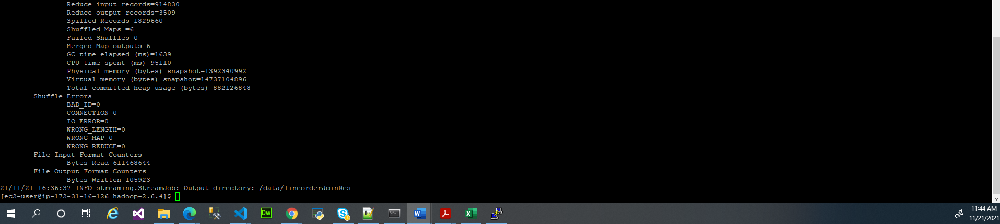 Reduce input records=914830
Reduce output records=3509
Spilled Records=1829660
Shuffled Maps =6
Failed Shuffles=0
Merged Map outputs=6
GC time elapsed (ms)=1639
CPU time spent (ms)=95110
Physical memory (bytes) snapshot=1392340992
Virtual memory (bytes) snapshot=14737104896
Total committed heap usage (bytes)=882126848
Shuffle Errors
BAD_ID=0
CONNECTION=0
IO_ERROR=0
WRONG_LENGTH=0
WRONG_MAP=0
WRONG_REDUCE=0
File Input Format Counters
Bytes Read=611468644
File Output Format Counters
Bytes Written=105923
21/11/21 16:36:37 INFO streaming.StreamJob: Output directory: /data/lineorderJoinRes
[ec2-user@ip-172-31-16-126 hadoop-2.6.4]$
Dw
W
X
11:44 AM
11/21/2021